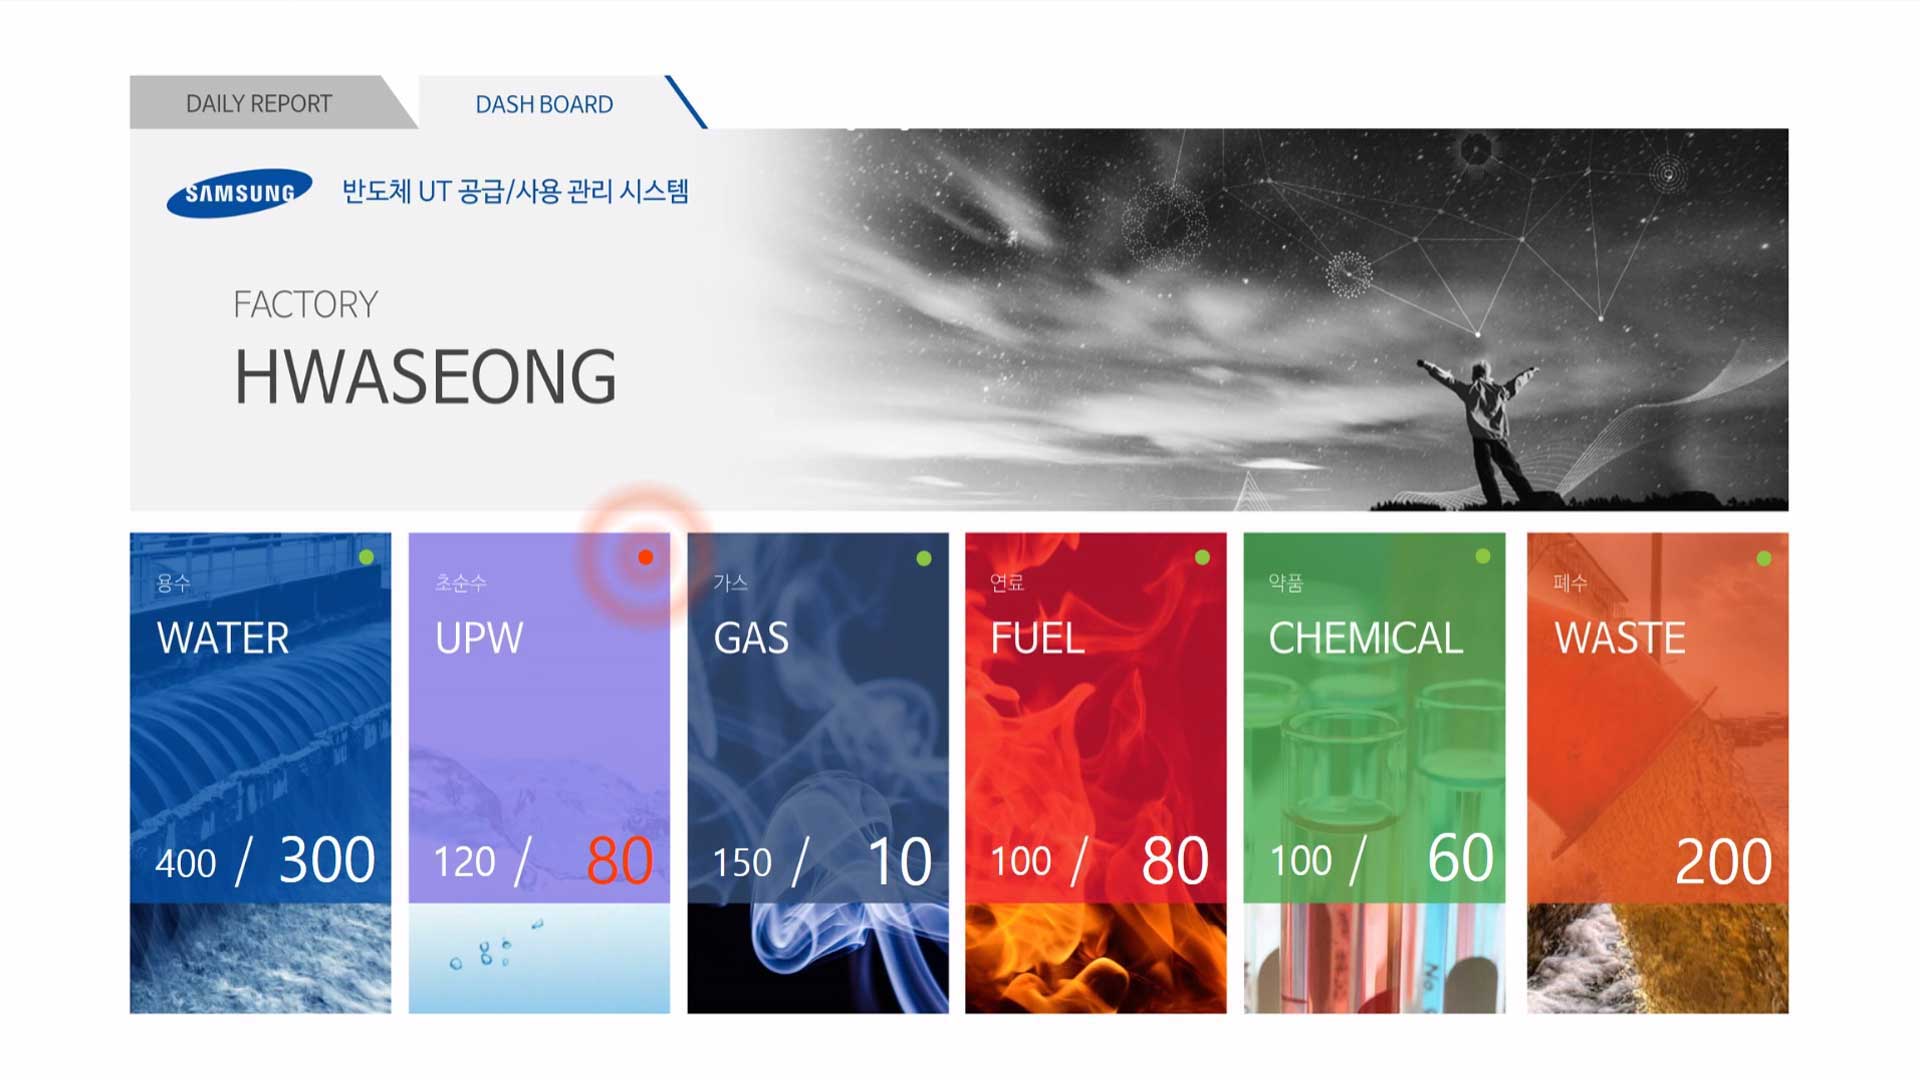 DAILY REPORT
DASH BOARD
SAMSUNG 반도체 UT 공급/사용 관리 시스템
FACTORY
HWASEONG
용수
WATER
400 / 300
초순수
UPW
120 / 80
가스
GAS
150 / 10
연료
FUEL
100 / 80
약품
CHEMICAL
100 / 60
No
폐수
WASTE
200